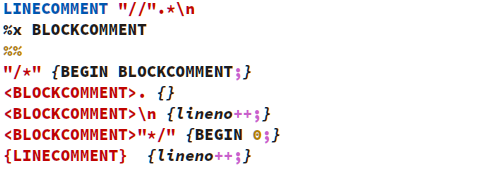 LINECOMMENT "//".*\n
%x BLOCKCOMMENT
%%
"/*" {BEGIN BLOCKCOMMENT;}
<BLOCKCOMMENT>. {}
<BLOCKCOMMENT>\n {lineno++;}
<BLOCKCOMMENT>"*/" {BEGIN 0;}
{LINECOMMENT}  {lineno++;}